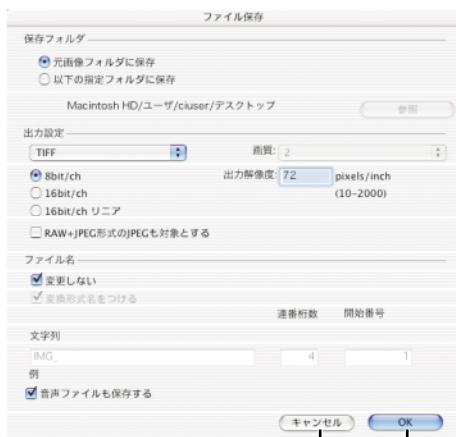 ファイル保存
保存フォルダ
元画像フォルダに保存
以下の指定フォルダに保存
Macintosh HD/ユーザ/ciuser/デスクトップ
参照
出力設定
TIFF
画質: 2
8bit/ch
出力解像度: 72 pixels/inch
16bit/ch
(10-2000)
16bit/ch リニア
RAW+JPEG形式のJPEGも対象とする
ファイル名
変更しない
変換形式名をつける
連番桁数 開始番号
文字列
IMG_ 4 1
例
音声ファイルも保存する
キャンセル OK